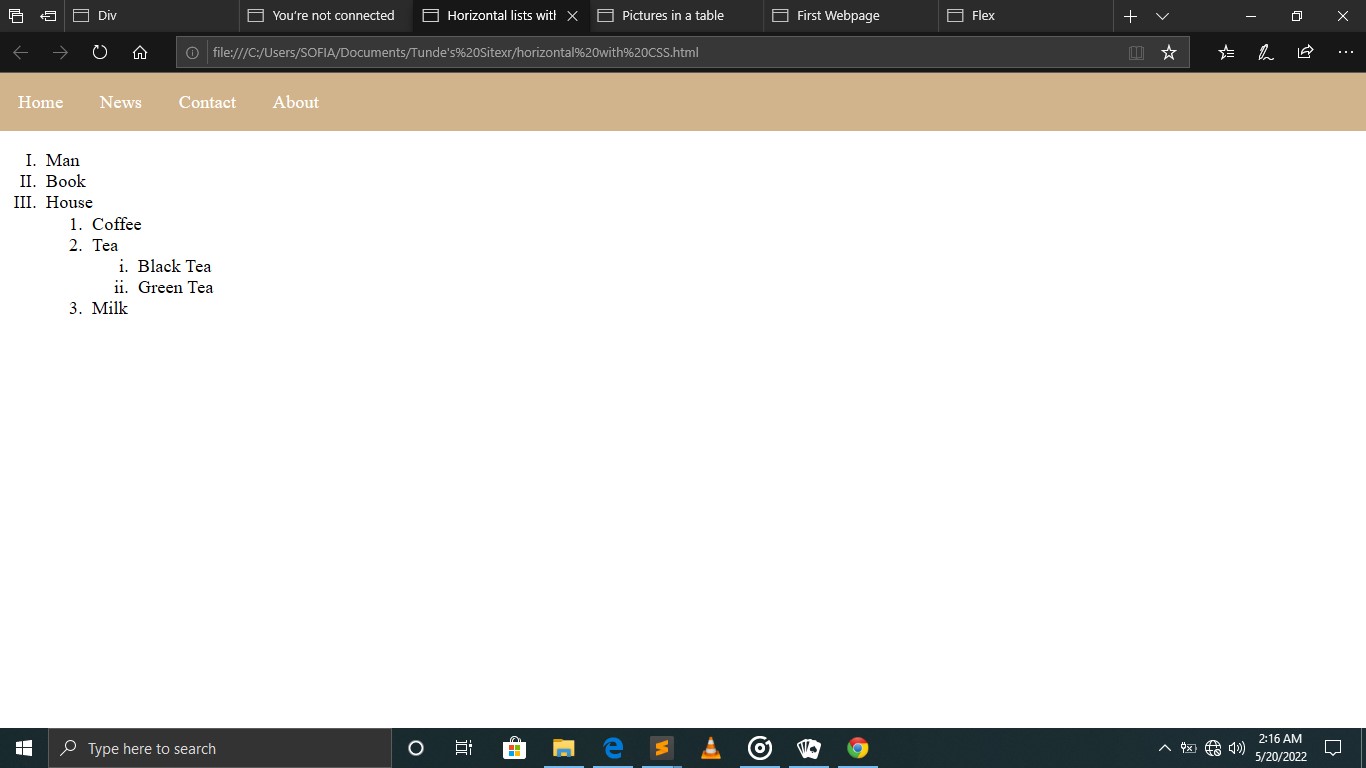 Div You're not connected Horizontal lists with Pictures in a table First Webpage Flex
file:///C:/Users/SOFIA/Documents/Tunde's%20Sitexr/horizontal%20with%20CSS.html
Home News Contact About
I. Man
II. Book
III. House
1. Coffee
2. Tea
i. Black Tea
ii. Green Tea
3. Milk
Type here to search
2:16 AM
5/20/2022